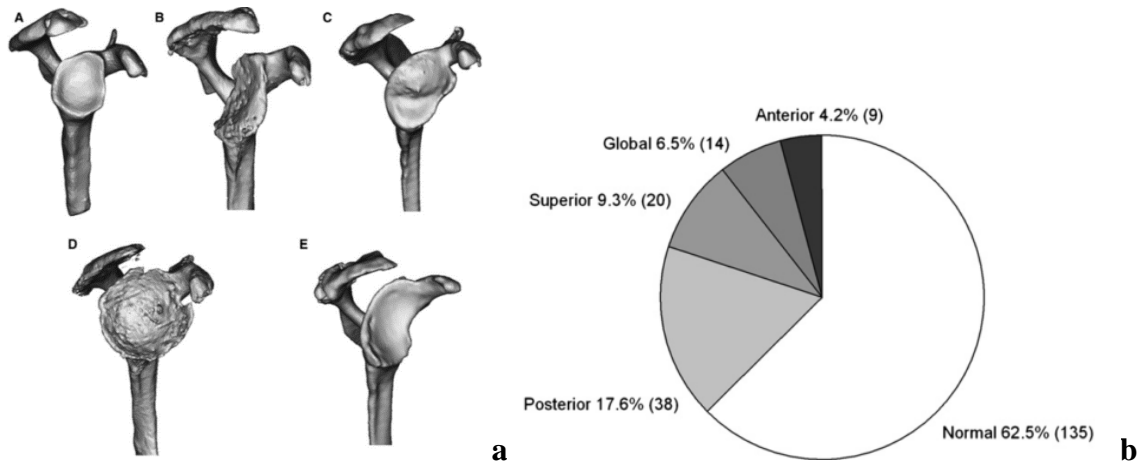 A
B
C
D
E
a
Anterior 4.2% (9)
Global 6.5% (14)
Superior 9.3% (20)
Posterior 17.6% (38)
Normal 62.5% (135)
b